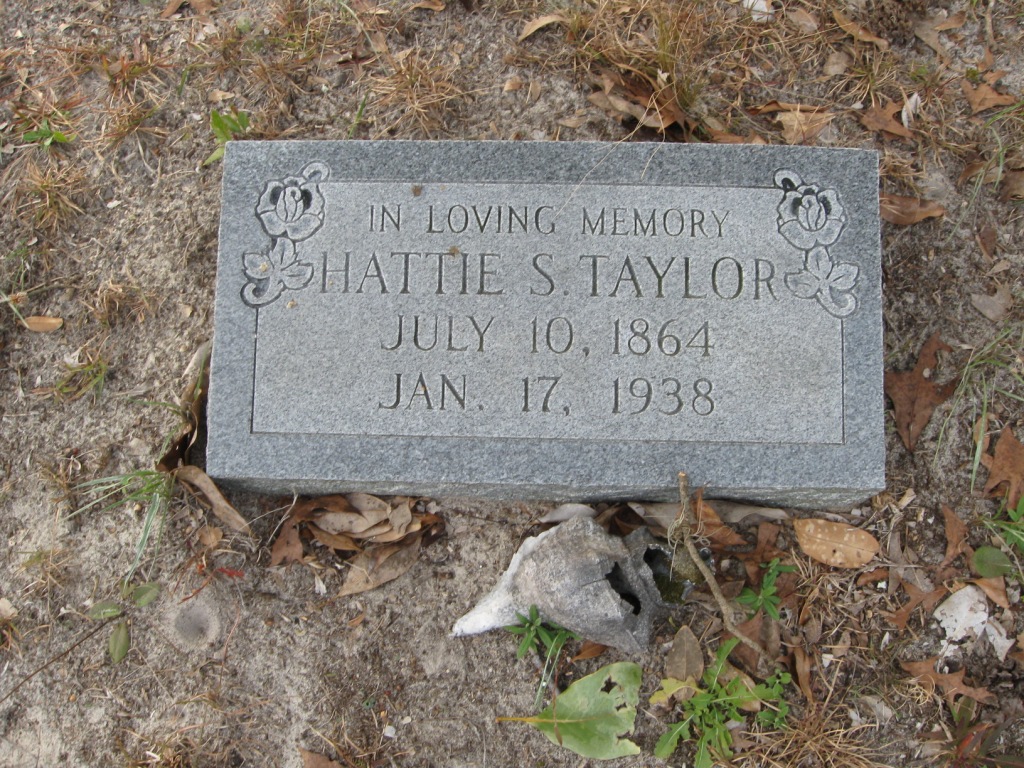 IN LOVING MEMORY
HATTIE S. TAYLOR
JULY 10, 1864
JAN. 17, 1938